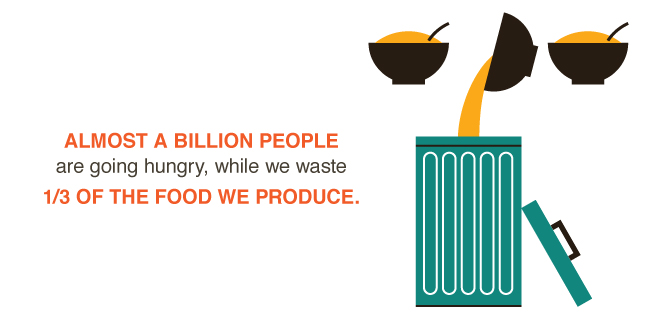 ALMOST A BILLION PEOPLE
are going hungry, while we waste
1/3 OF THE FOOD WE PRODUCE.